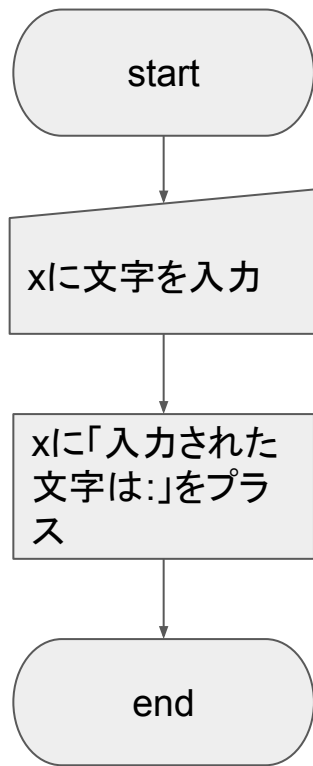 start
xに文字を入力
xに「入力された
文字は:」をプラ
ス
end